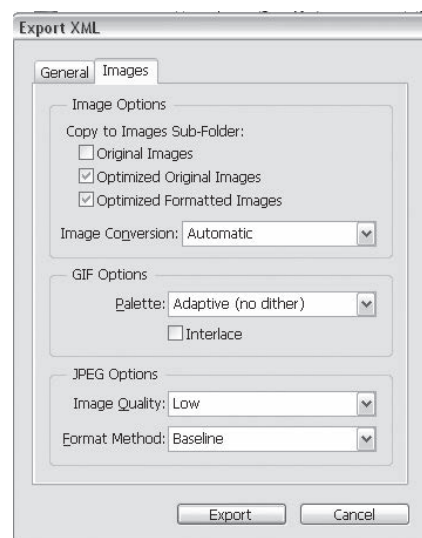 Export XML
General Images
Image Options
Copy to Images Sub-Folder:
Original Images
Optimized Original Images
Optimized Formatted Images
Image Conversion: Automatic
GIF Options
Palette: Adaptive (no dither)
Interlace
JPEG Options
Image Quality: Low
Format Method: Baseline
Export Cancel